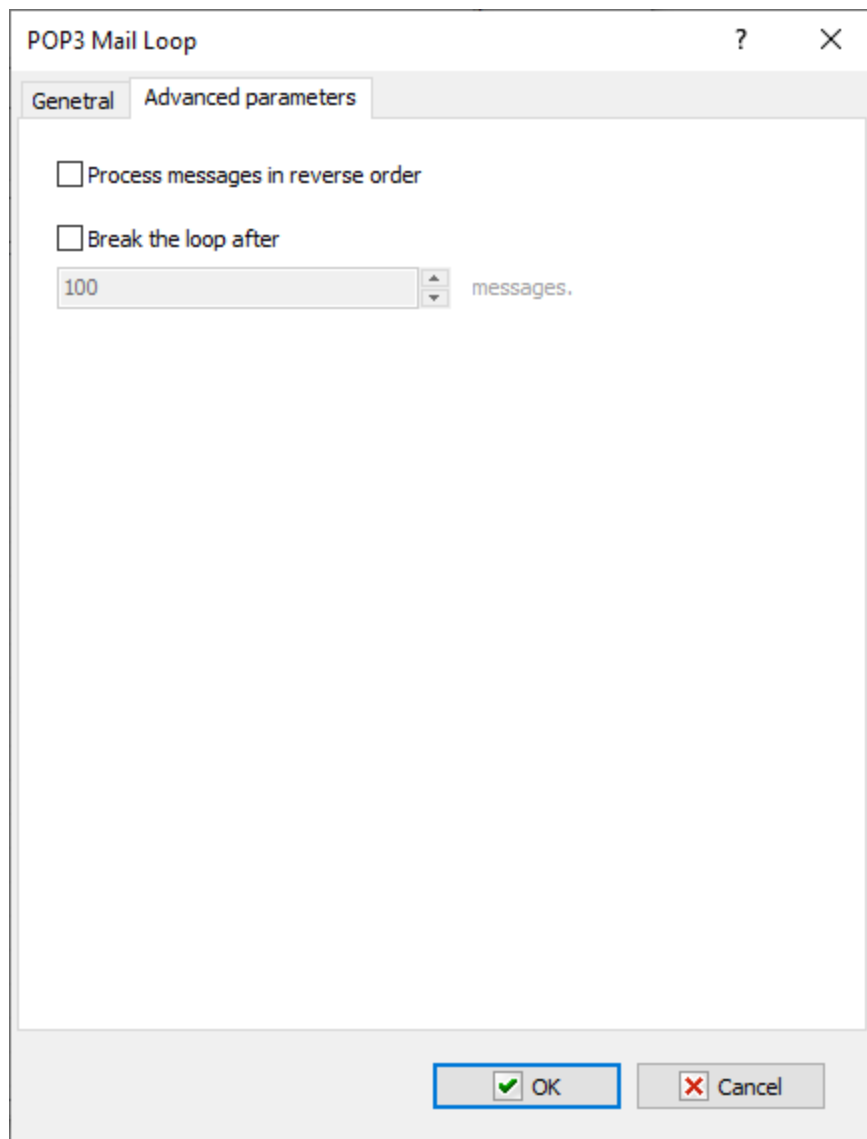 POP3 Mail Loop ?
Genetral Advanced parameters
Process messages in reverse order
Break the loop after
100 messages.
OK Cancel